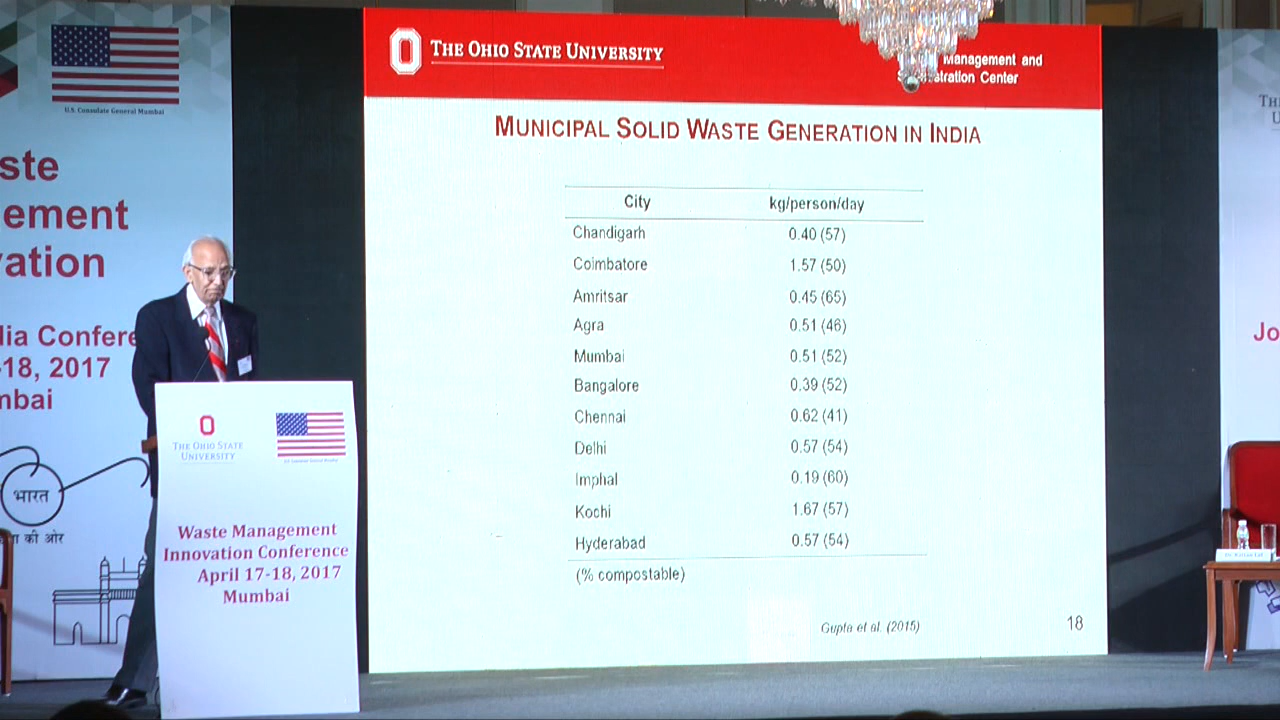 U.S. Consulate General Mumbai
ste
ement
vation
dia Confere
-18, 2017
mbai
भारत
की ओर
THE OHIO STATE UNIVERSITY
Management and
stration Center
MUNICIPAL SOLID WASTE GENERATION IN INDIA
City kg/person/day
Chandigarh 0.40 (57)
Coimbatore 1.57 (50)
Amritsar 0.45 (65)
Agra 0.51 (46)
Mumbai 0.51 (52)
Bangalore 0.39 (52)
Chennai 0.62 (41)
Delhi 0.57 (54)
Imphal 0.19 (60)
Kochi 1.67 (57)
Hyderabad 0.57 (54)
(% compostable)
Gupta et al. (2015)
18
O
THE OHIO STATE
UNIVERSITY
Waste Management
Innovation Conference
April 17-18, 2017
Mumbai
TH
U
Jo